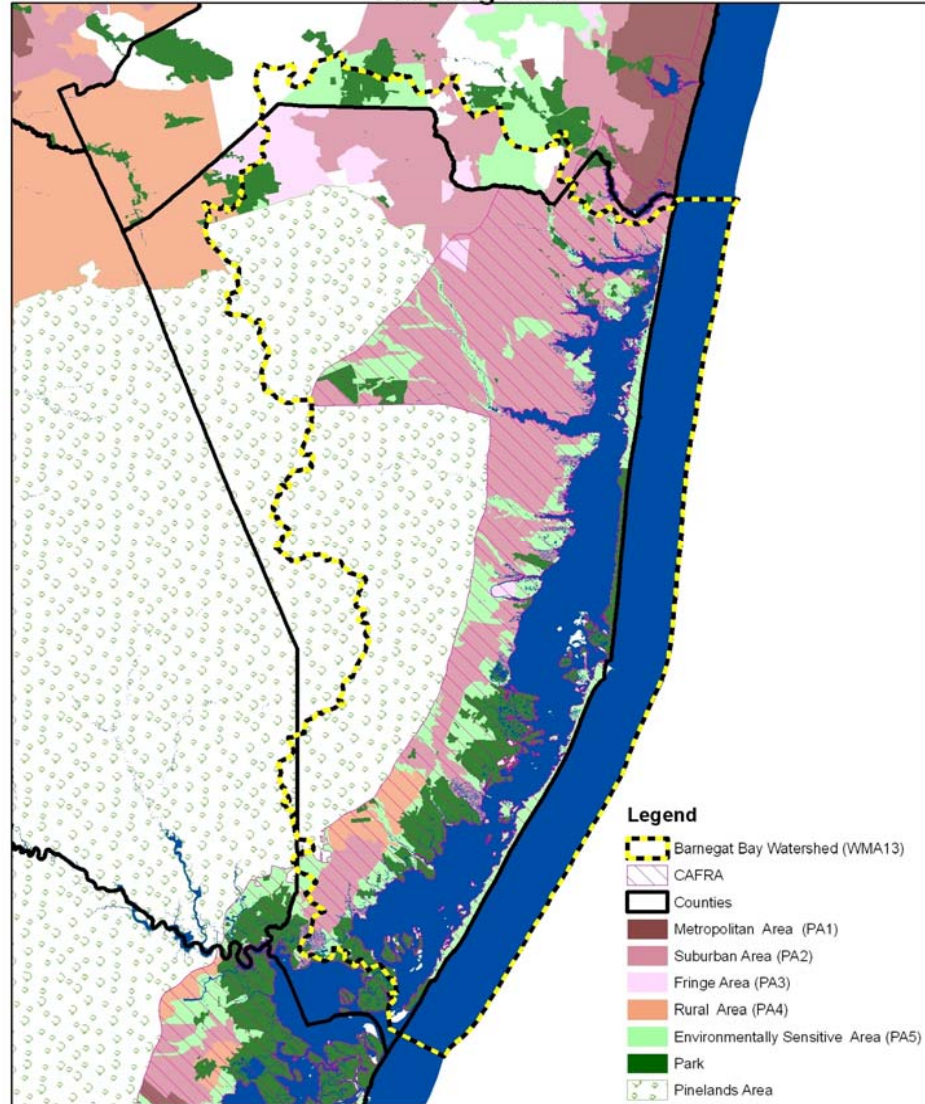 Legend
Barnegat Bay Watershed (WMA13)
CAFRA
Counties
Metropolitan Area (PA1)
Suburban Area (PA2)
Fringe Area (PA3)
Rural Area (PA4)
Environmentally Sensitive Area (PA5)
Park
Pinelands Area